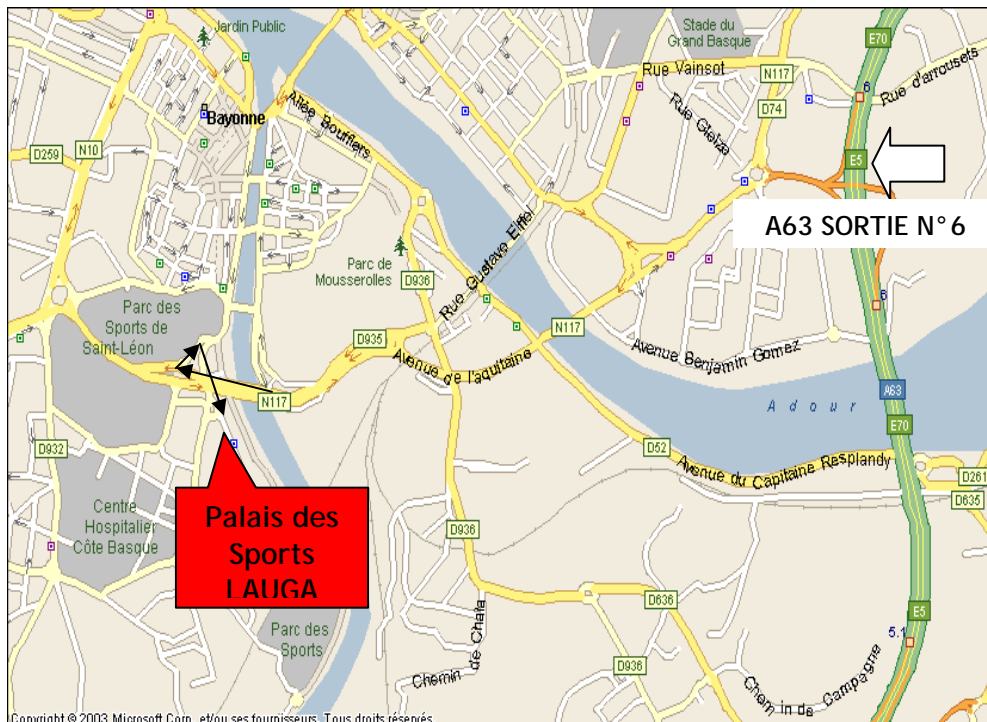 Jardin Public
Stade du
Grand Basque
E70
Rue Vainsot
N117
Rue d'arrousets
D74
6
Rue Gleize
Allée Boufflers
Bayonne
N10
D259
E5
A63 SORTIE N° 6
Rue Gustave Eiffel
Parc de
Mousserolles
D936
Parc des
Sports de
Saint-Léon
6
N117
D935
Avenue de l'aquitaine
Avenue Benjamin Gomez
N117
Adour
A63
E70
D932
D52
Avenue du Capitaine Resplandy
D261
D635
Centre
Hospitalier
Côte Basque
Palais des
Sports
LAUGA
D936
D636
E5
5.1
Parc des
Sports
Chemin de Chala
D936
Chemin de Campagne
Copyright © 2003 Microsoft Corp. et/ou ses fournisseurs. Tous droits réservés.